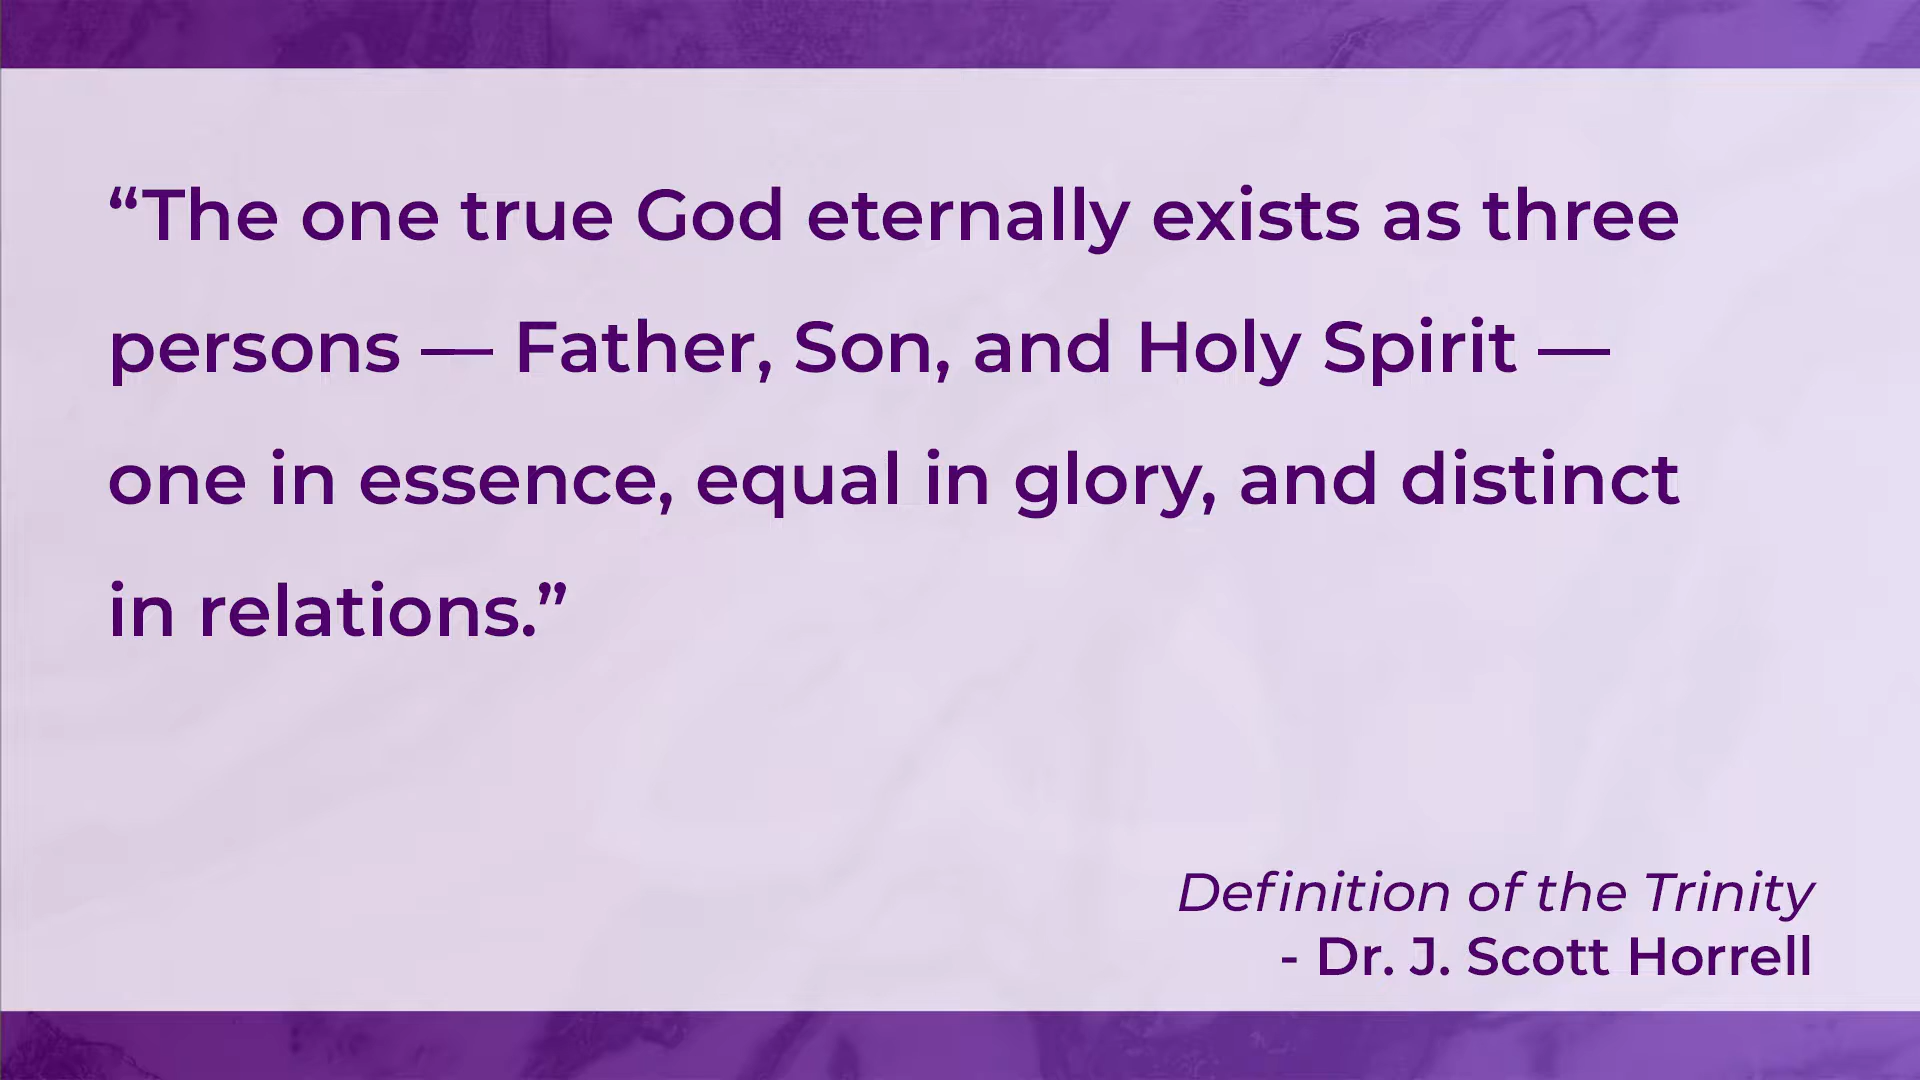 “The one true God eternally exists as three
persons — Father, Son, and Holy Spirit —
one in essence, equal in glory, and distinct
in relations.”
Definition of the Trinity
- Dr. J. Scott Horrell